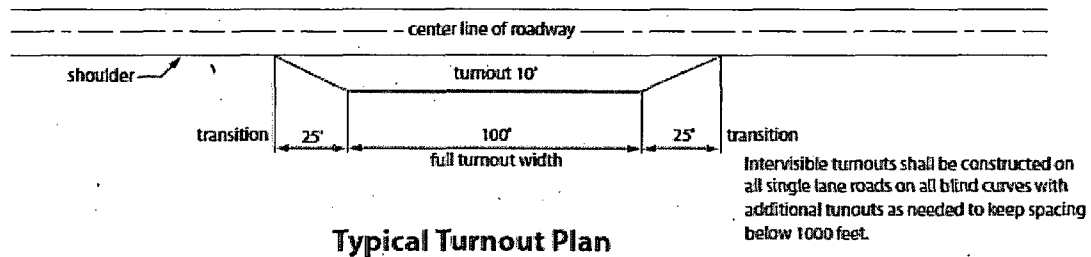 center line of roadway
shoulder
turnout 10'
transition 25' 100' 25' transition
full turnout width
Intervisible turnouts shall be constructed on
all single lane roads on all blind curves with
additional tunouts as needed to keep spacing
below 1000 feet.
Typical Turnout Plan